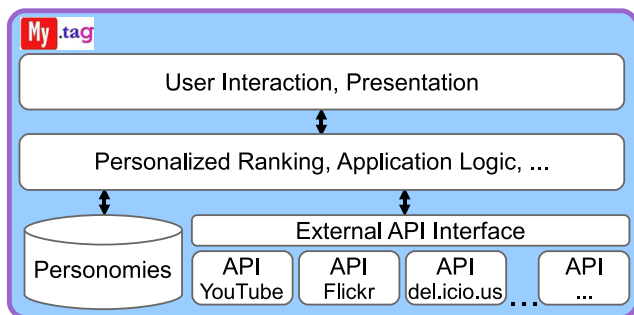 My.tag
User Interaction, Presentation
Personalized Ranking, Application Logic, ...
External API Interface
Personomies
API
YouTube
API
Flickr
API
del.icio.us
...
API
...